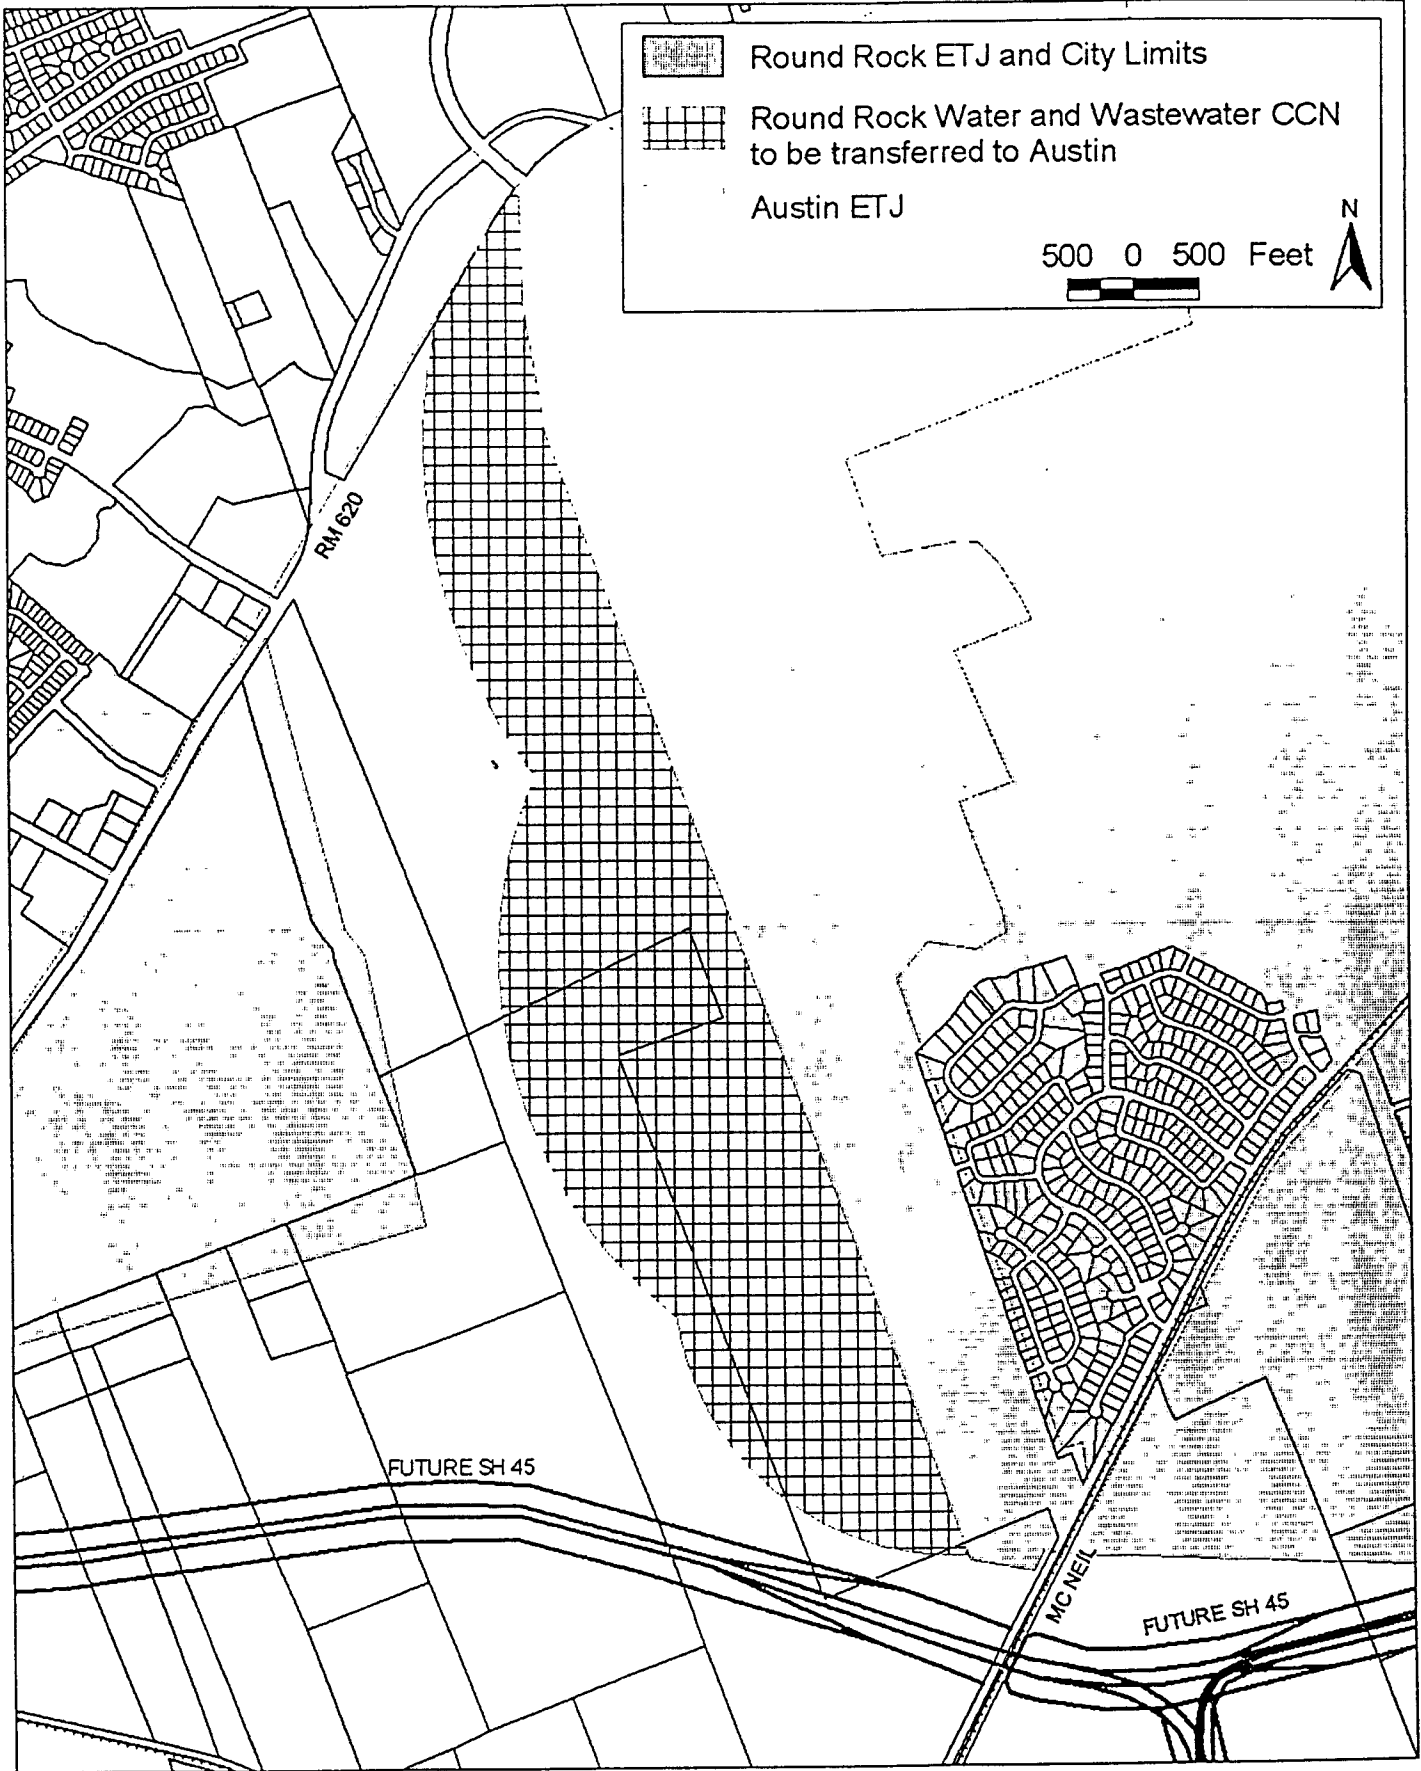 Round Rock ETJ and City Limits
Round Rock Water and Wastewater CCN
to be transferred to Austin
Austin ETJ
N
500 0 500 Feet
RM 620
FUTURE SH 45
MC NEIL
FUTURE SH 45